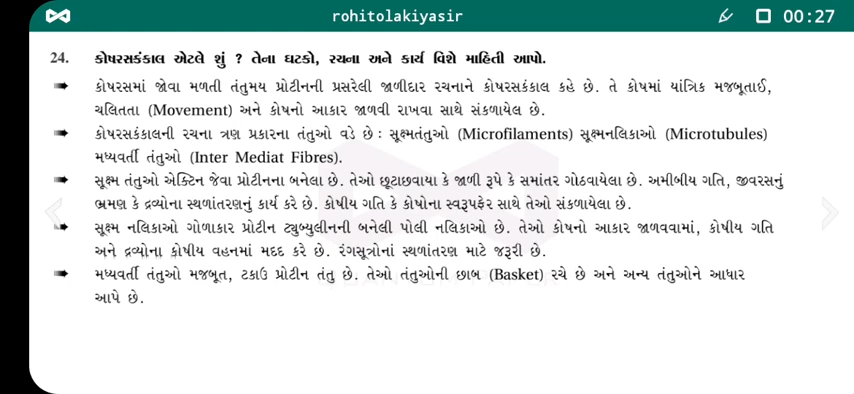 rohitolakiyasir
00:27
24. કોષરસકંકાલ એટલે શું ? તેના ઘટકો, રચના અને કાર્ય વિશે માહિતી આપો.
➠ કોષરસમાં જોવા મળતી તંતુમય પ્રોટીનની પ્રસરેલી જાળીદાર રચનાને કોષરસકંકાલ કહે છે. તે કોષમાં યાંત્રિક મજબૂતાઈ,
ચલિતતા (Movement) અને કોષનો આકાર જાળવી રાખવા સાથે સંકળાયેલ છે.
➠ કોષરસકંકાલની રચના ત્રણ પ્રકારના તંતુઓ વડે છે : સૂક્ષ્મતંતુઓ (Microfilaments) સૂક્ષ્મનલિકાઓ (Microtubules)
મધ્યવર્તી તંતુઓ (Inter Mediat Fibres).
➠ સૂક્ષ્મ તંતુઓ એક્ટિન જેવા પ્રોટીનના બનેલા છે. તેઓ છૂટાછવાયા કે જાળી રૂપે કે સમાંતર ગોઠવાયેલા છે. અમીબીય ગતિ, જીવરસનું
ભ્રમણ કે દ્રવ્યોના સ્થળાંતરણનું કાર્ય કરે છે. કોષીય ગતિ કે કોષોના સ્વરૂપફેર સાથે તેઓ સંકળાયેલા છે.
➠ સૂક્ષ્મ નલિકાઓ ગોળાકાર પ્રોટીન ટ્યુબ્યુલીનની બનેલી પોલી નલિકાઓ છે. તેઓ કોષનો આકાર જાળવવામાં, કોષીય ગતિ
અને દ્રવ્યોના કોષીય વહનમાં મદદ કરે છે. રંગસૂત્રોનાં સ્થળાંતરણ માટે જરૂરી છે.
➠ મધ્યવર્તી તંતુઓ મજબૂત, ટકાઉ પ્રોટીન તંતુ છે. તેઓ તંતુઓની છાબ (Basket) રચે છે અને અન્ય તંતુઓને આધાર
આપે છે.